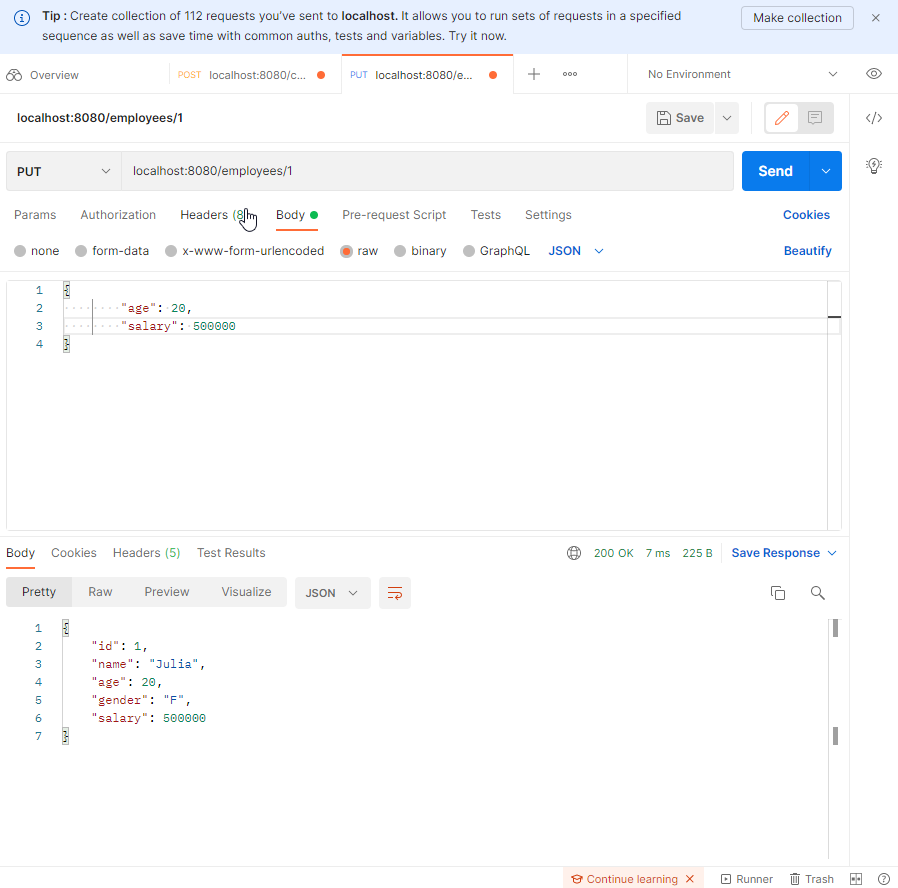 Tip : Create collection of 112 requests you've sent to localhost. It allows you to run sets of requests in a specified
sequence as well as save time with common auths, tests and variables. Try it now.
Make collection
Overview
POST localhost:8080/c...
PUT localhost:8080/e...
No Environment
localhost:8080/employees/1
Save
PUT
localhost:8080/employees/1
Send
Params Authorization Headers (8 Body Pre-request Script Tests Settings Cookies
none form-data x-www-form-urlencoded raw binary GraphQL JSON Beautify
1 {
2 "age": 20,
3 "salary": 500000
4 }
Body Cookies Headers (5) Test Results 200 OK 7 ms 225 B Save Response
Pretty Raw Preview Visualize JSON
1 {
2 "id": 1,
3 "name": "Julia",
4 "age": 20,
5 "gender": "F",
6 "salary": 500000
7 }
Continue learning Runner Trash